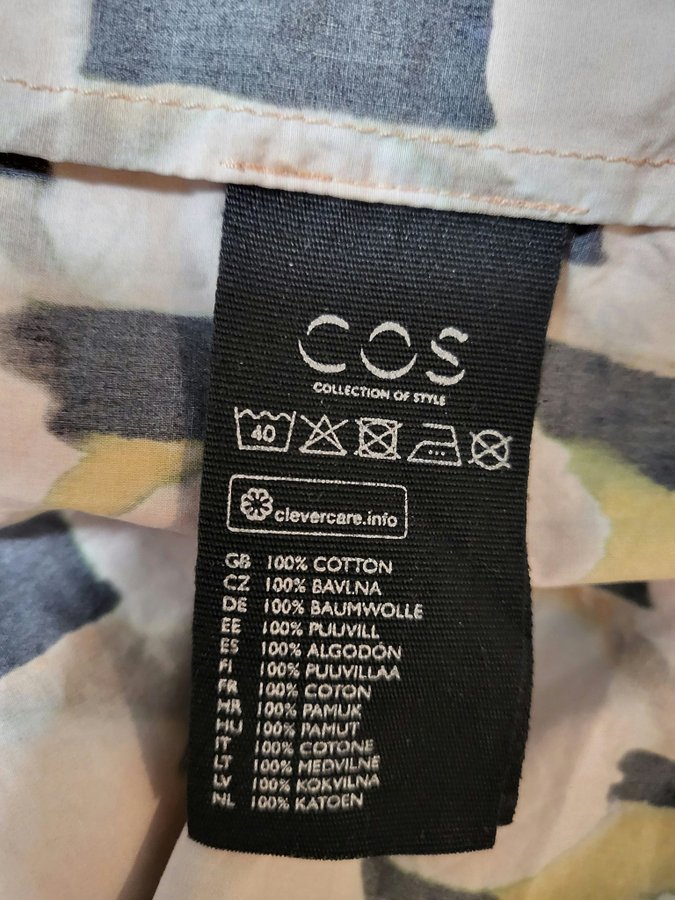 COS
COLLECTION OF STYLE
40
clevercare.info
GB 100% COTTON
CZ 100% BAVLNA
DE 100% BAUMWOLLE
EE 100% PUUVILL
ES 100% ALGODÓN
FI 100% PUUVILLAA
FR 100% COTON
HR 100% PAMUK
HU 100% PAMUT
IT 100% COTONE
LT 100% MEDVILNE
LV 100% KOKVILNA
NL 100% KATOEN